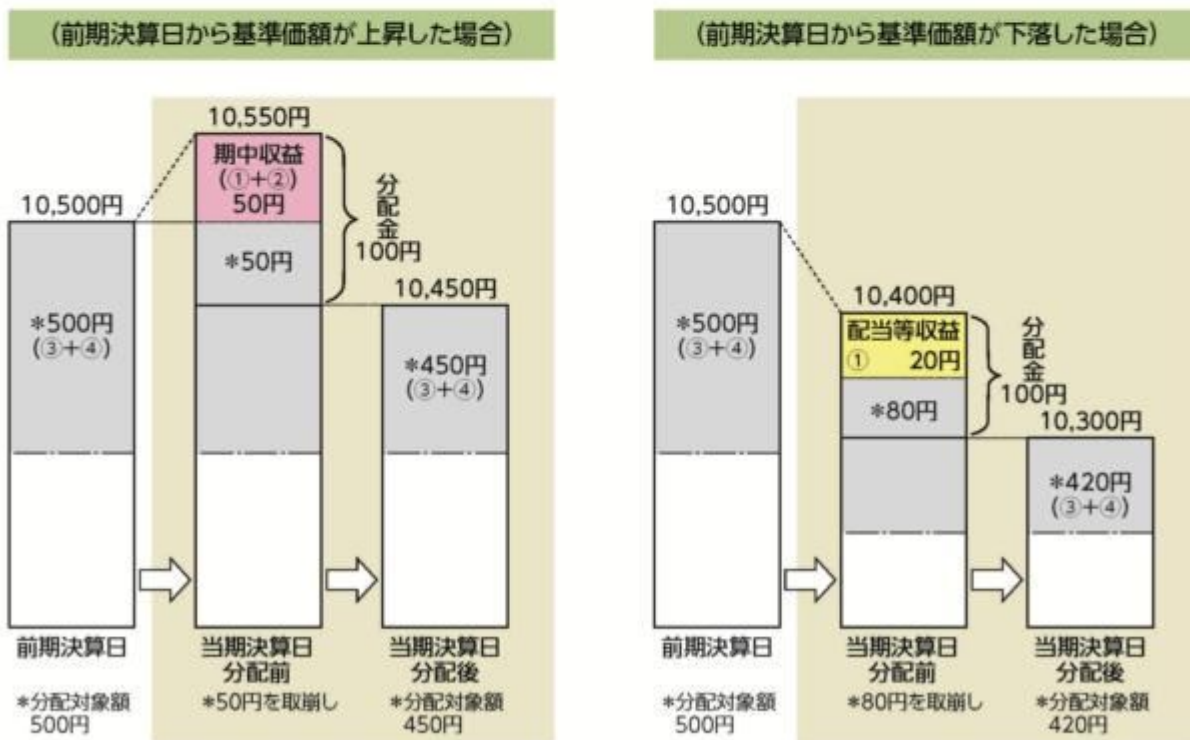 (前期決算日から基準価額が上昇した場合)
10,500円
*500円
(③+④)
前期決算日
*分配対象額
500円
10,550円
期中収益
(①+②)
50円
*50円
分配金
100円
当期決算日
分配前
*50円を取崩し
10,450円
*450円
(③+④)
当期決算日
分配後
*分配対象額
450円
(前期決算日から基準価額が下落した場合)
10,500円
*500円
(③+④)
前期決算日
*分配対象額
500円
10,400円
配当等収益
① 20円
*80円
分配金
100円
当期決算日
分配前
*80円を取崩し
10,300円
*420円
(③+④)
当期決算日
分配後
*分配対象額
420円